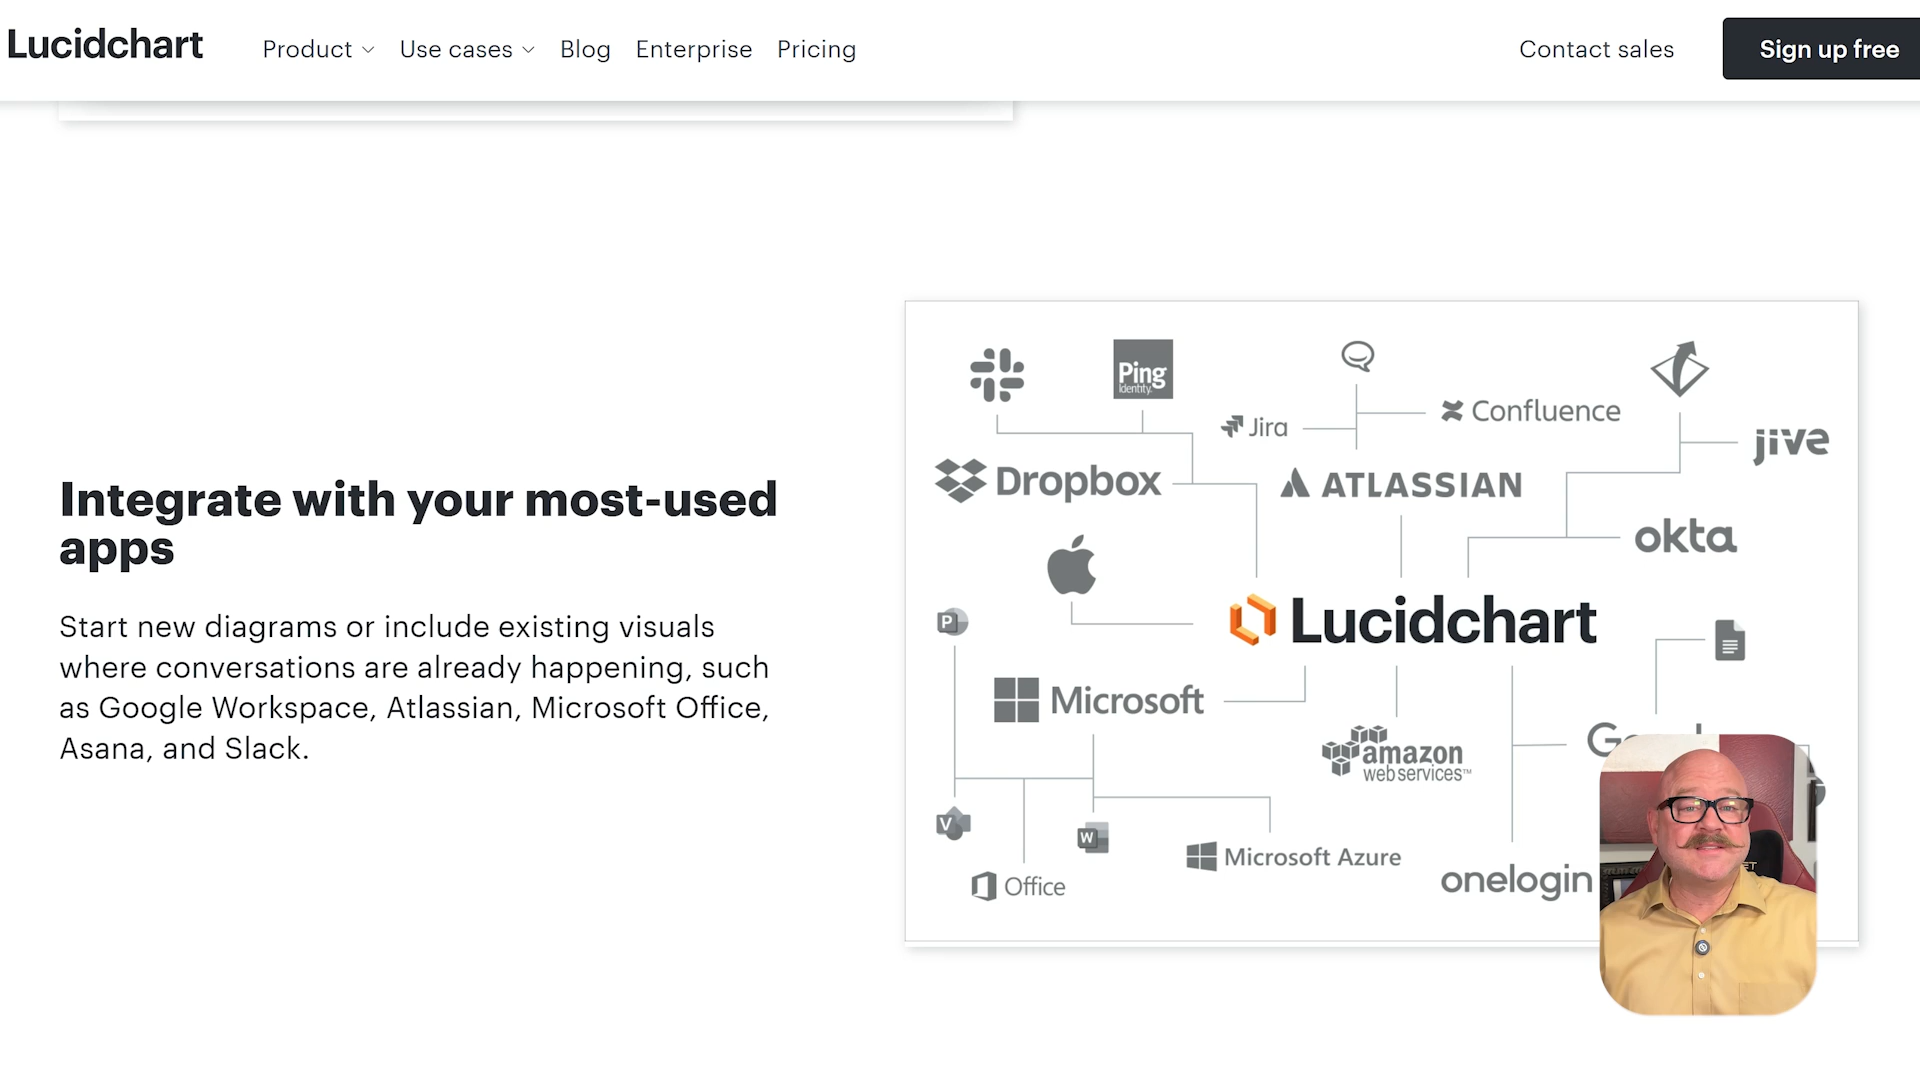 Lucidchart
Product
Use cases
Blog
Enterprise
Pricing
Contact sales
Sign up free
Integrate with your most-used
apps
Start new diagrams or include existing visuals
where conversations are already happening, such
as Google Workspace, Atlassian, Microsoft Office,
Asana, and Slack.
Ping
Identity
Jira
Confluence
jive
Dropbox
ATLASSIAN
okta
Lucidchart
P
Microsoft
amazon
web services™
V
W
Microsoft Azure
Office
onelogin